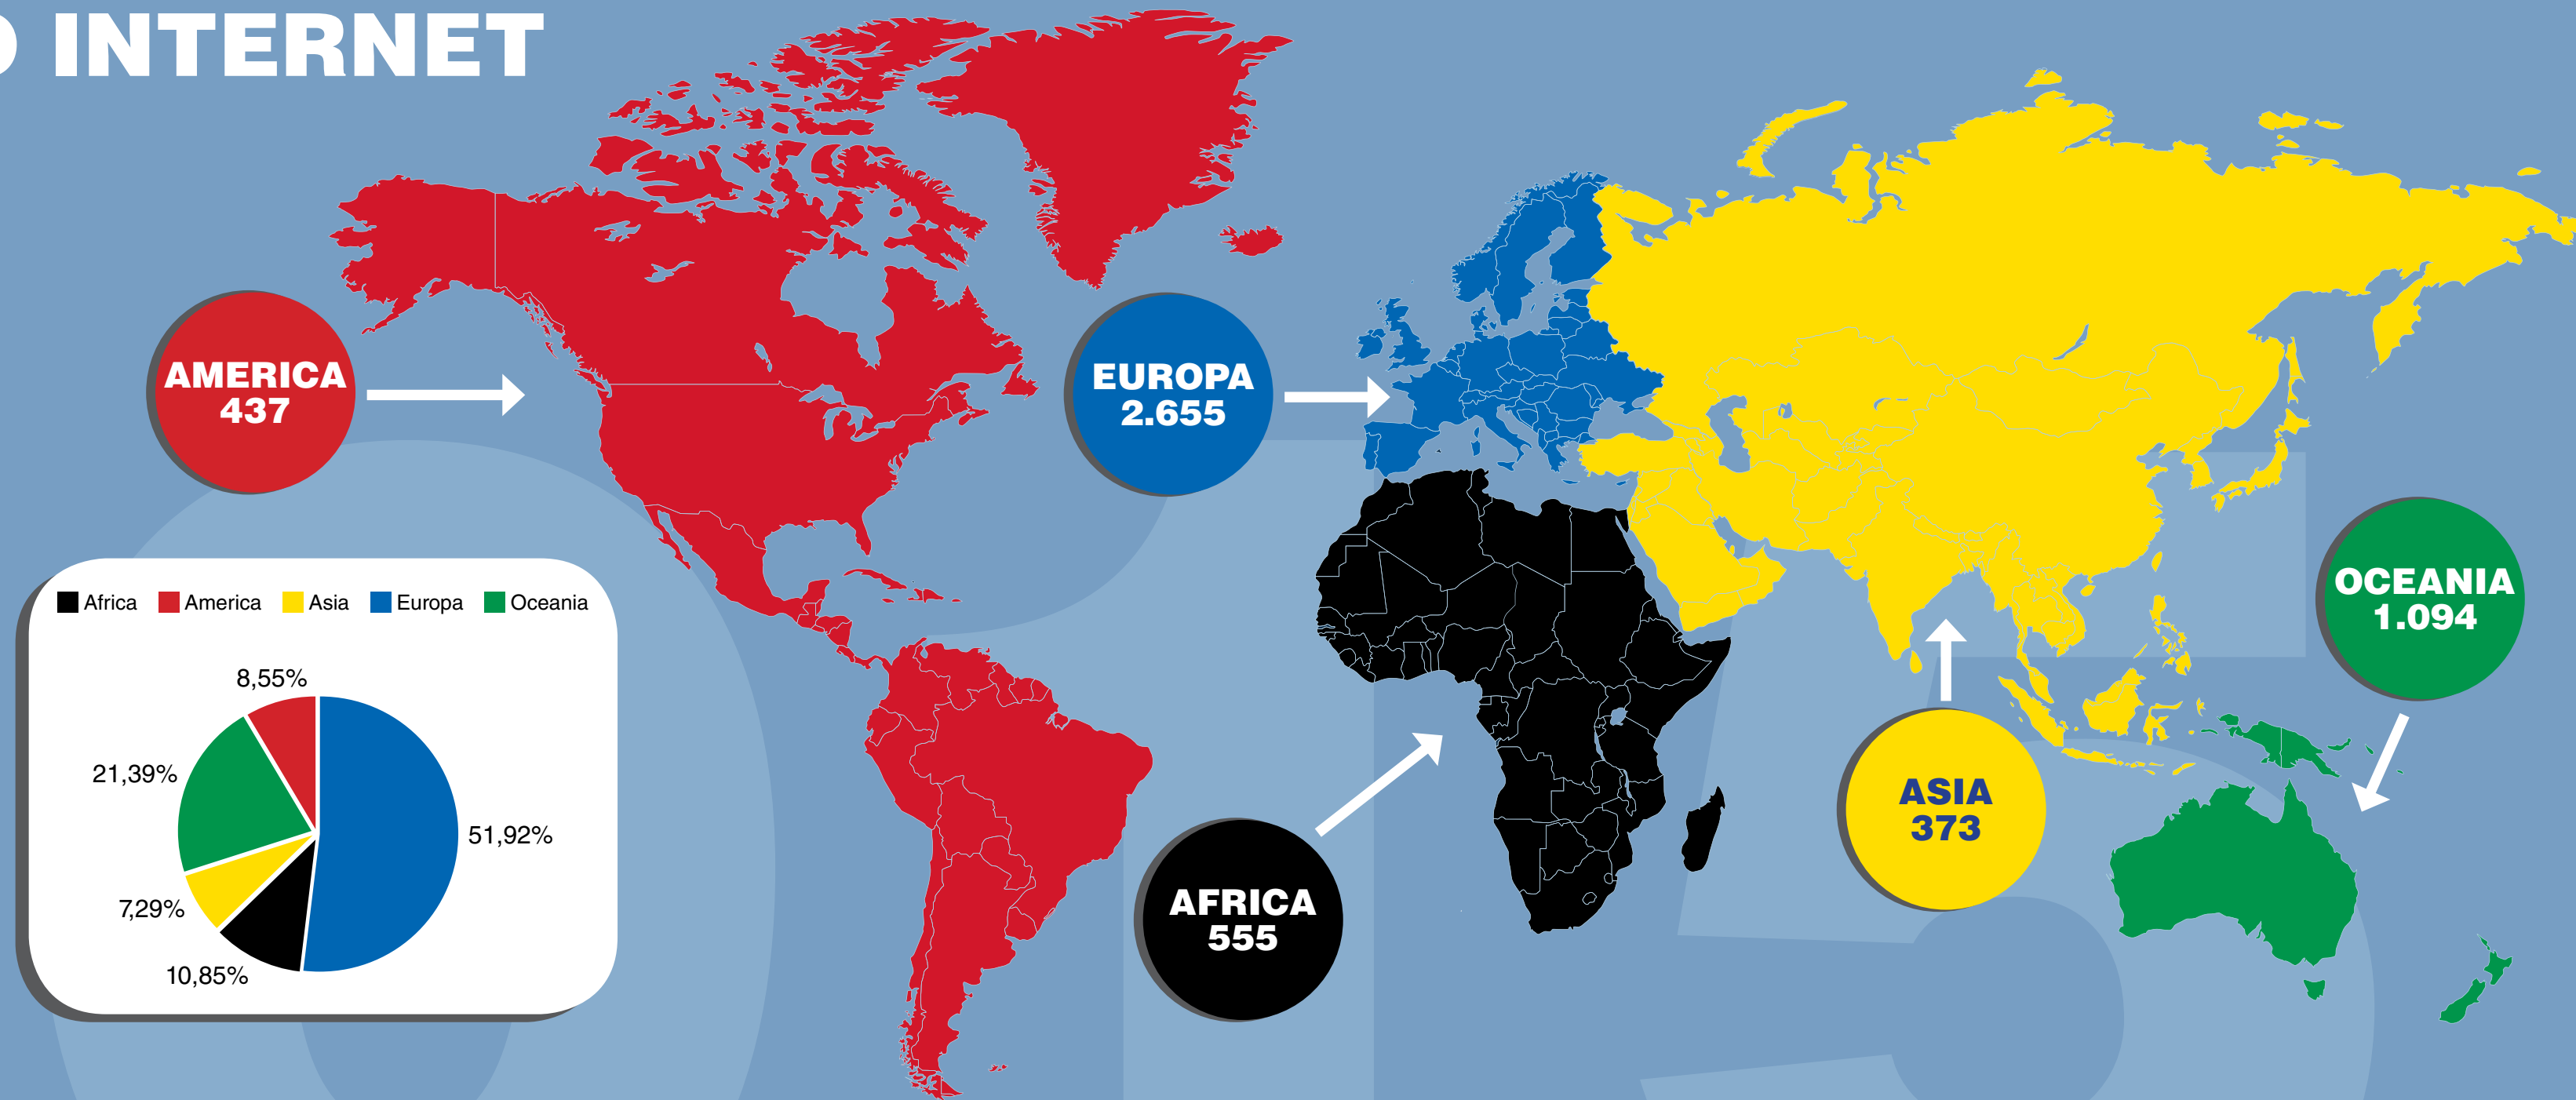 INTERNET
AMERICA
437
EUROPA
2.655
OCEANIA
1.094
ASIA
373
AFRICA
555
Africa America Asia Europa Oceania
8,55%
21,39%
51,92%
7,29%
10,85%